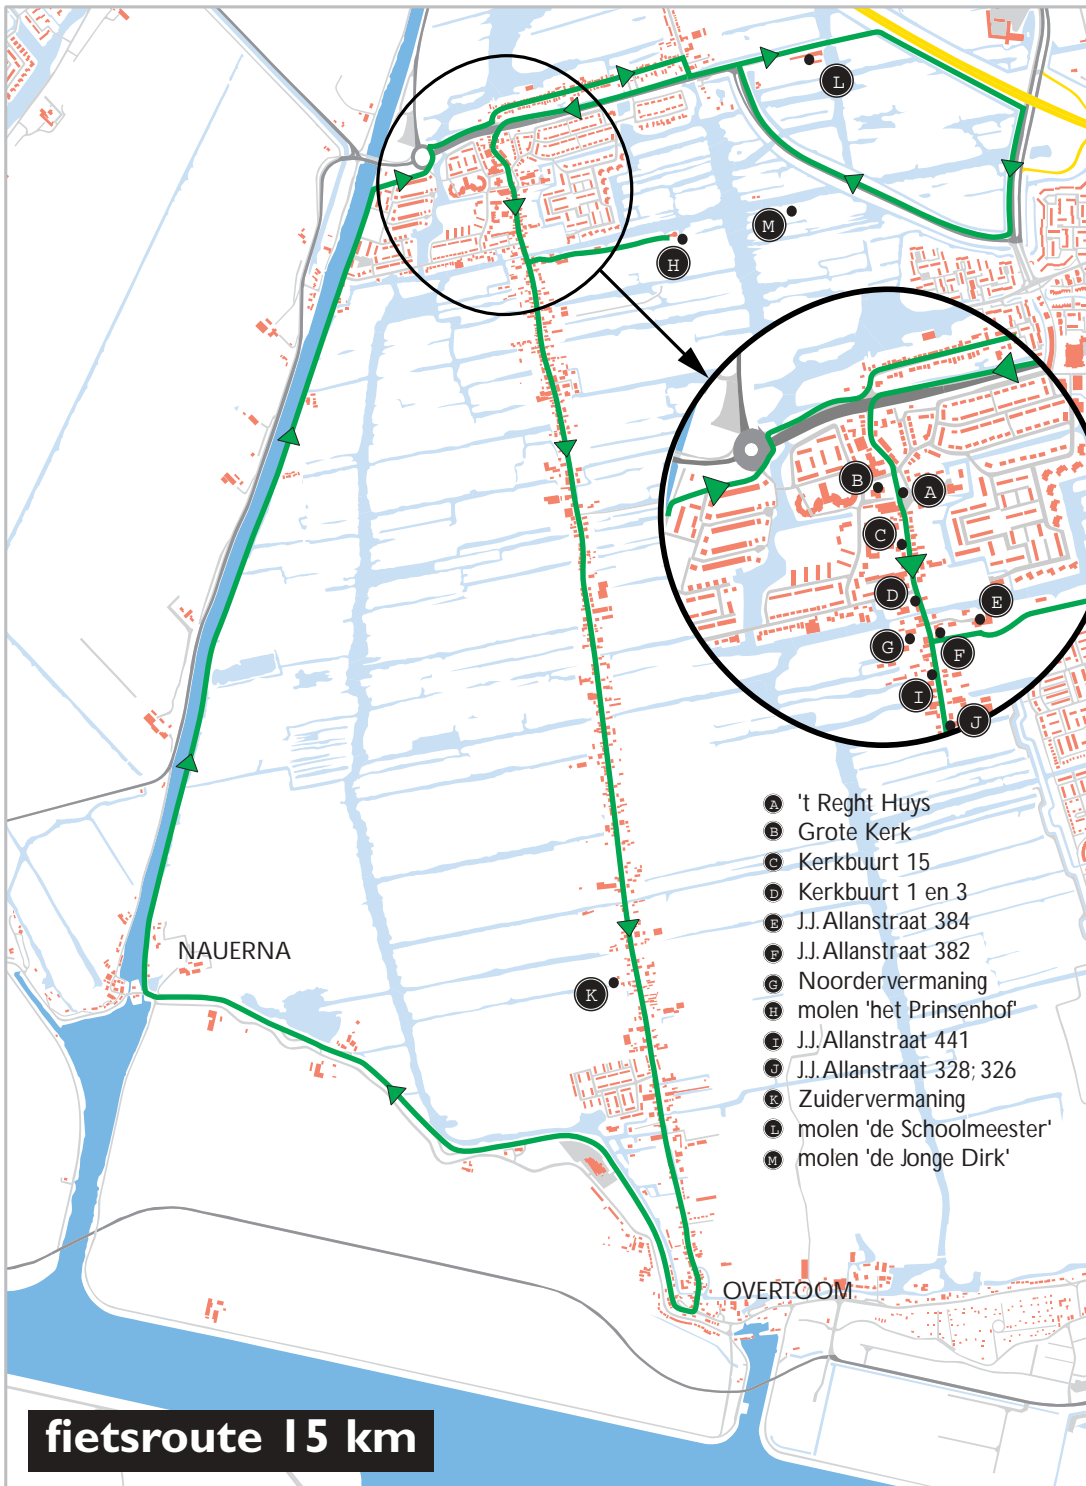 L
M
H
B
A
C
D
E
G
F
I
J
A 't Reght Huys
B Grote Kerk
C Kerkbuurt 15
D Kerkbuurt 1 en 3
E J.J. Allanstraat 384
F J.J. Allanstraat 382
G Noordervermaning
H molen 'het Prinsenhof'
I J.J. Allanstraat 441
J J.J. Allanstraat 328; 326
K Zuidervermaning
L molen 'de Schoolmeester'
M molen 'de Jonge Dirk'
NAUERNA
K
OVERTOOM
fietsroute 15 km